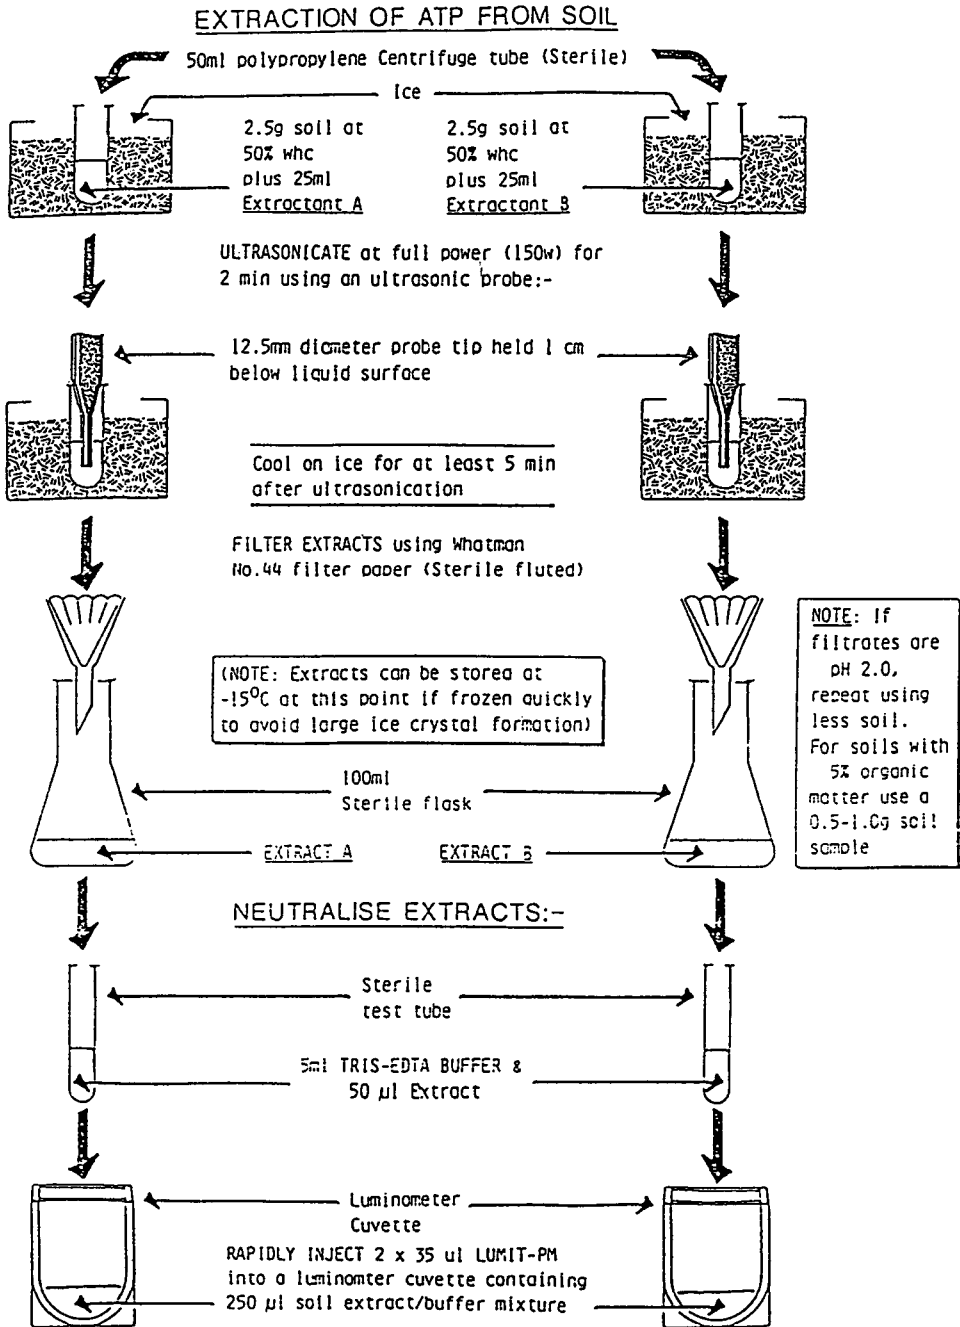 EXTRACTION OF ATP FROM SOIL
50ml polypropylene Centrifuge tube (Sterile)
Ice
2.5g soil at
50% whc
plus 25ml
Extractant A
2.5g soil at
50% whc
plus 25ml
Extractant B
ULTRASONICATE at full power (150w) for
2 min using an ultrasonic probe:-
12.5mm diameter probe tip held 1 cm
below liquid surface
Cool on ice for at least 5 min
after ultrasonication
FILTER EXTRACTS using Whatman
No.44 filter paper (Sterile fluted)
(NOTE: Extracts can be stored at
-15°C at this point if frozen quickly
to avoid large ice crystal formation)
NOTE: If
filtrates are
pH 2.0,
repeat using
less soil.
For soils with
5% organic
matter use a
0.5-1.0g soil
sample
100ml
Sterile flask
EXTRACT A
EXTRACT B
NEUTRALISE EXTRACTS:-
Sterile
test tube
5ml TRIS-EDTA BUFFER &
50 µl Extract
Luminometer
Cuvette
RAPIDLY INJECT 2 x 35 ul LUMIT-PM
into a luminomter cuvette containing
250 µl soil extract/buffer mixture